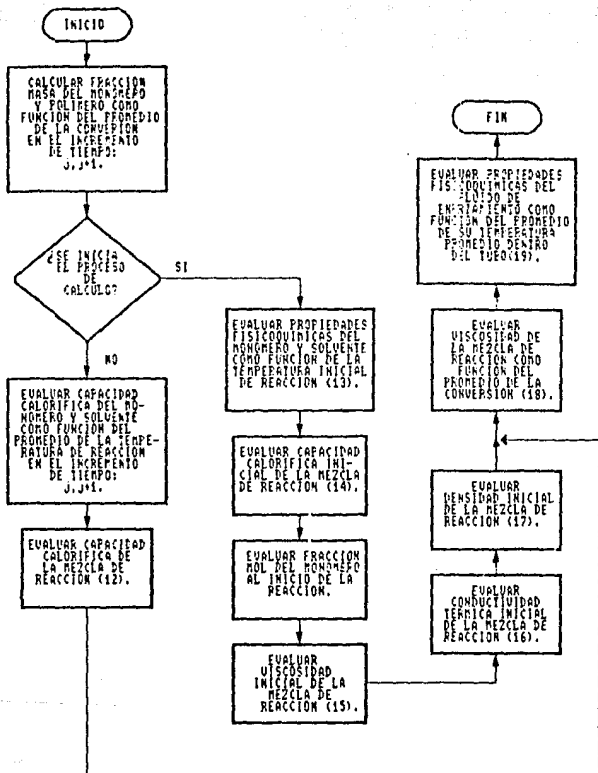 INICIO
CALCULAR FRACCION
MASA DEL MONOMERO
Y POLIMERO COMO
FUNCION DEL PROMEDIO
DE LA CONVERION
EN EL INCREMENTO
DE TIEMPO:
j,j+1.
¿SE INICIA
EL PROCESO
DE
CALCULO?
SI
NO
EVALUAR CAPACIDAD
CALORIFICA DEL MO-
NOMERO Y SOLVENTE
COMO FUNCION DEL
PROMEDIO DE LA TEMPE-
RATURA DE REACCION
EN EL INCREMENTO
DE TIEMPO:
j,j+1.
EVALUAR CAPACIDAD
CALORIFICA DE
LA MEZCLA DE
REACCION (12).
EVALUAR PROPIEDADES
FISICOQUIMICAS DEL
MONOMERO Y SOLVENTE
COMO FUNCION DE LA
TEMPERATURA INICIAL
DE REACCION (13).
EVALUAR CAPACIDAD
CALORIFICA INI-
CIAL DE LA MEZCLA
DE REACCION (14).
EVALUAR FRACCION
MOL DEL MONOMERO
AL INICIO DE LA
REACCION.
EVALUAR
VISCOSIDAD
INICIAL DE LA
MEZCLA DE
REACCION (15).
FIN
EVALUAR PROPIEDADES
FISICOQUIMICAS DEL
FLUIDO DE
ENFRIAMIENTO COMO
FUNCION DEL PROMEDIO
DE SU TEMPERATURA
PROMEDIO DENTRO
DEL TUBO(19).
EVALUAR
VISCOSIDAD DE
LA MEZCLA DE
REACCION COMO
FUNCION DEL
PROMEDIO DE LA
CONVERSION (18).
EVALUAR
DENSIDAD INICIAL
DE LA MEZCLA DE
REACCION (17).
EVALUAR
CONDUCTIVIDAD
TERMICA INICIAL
DE LA MEZCLA DE
REACCION (16).